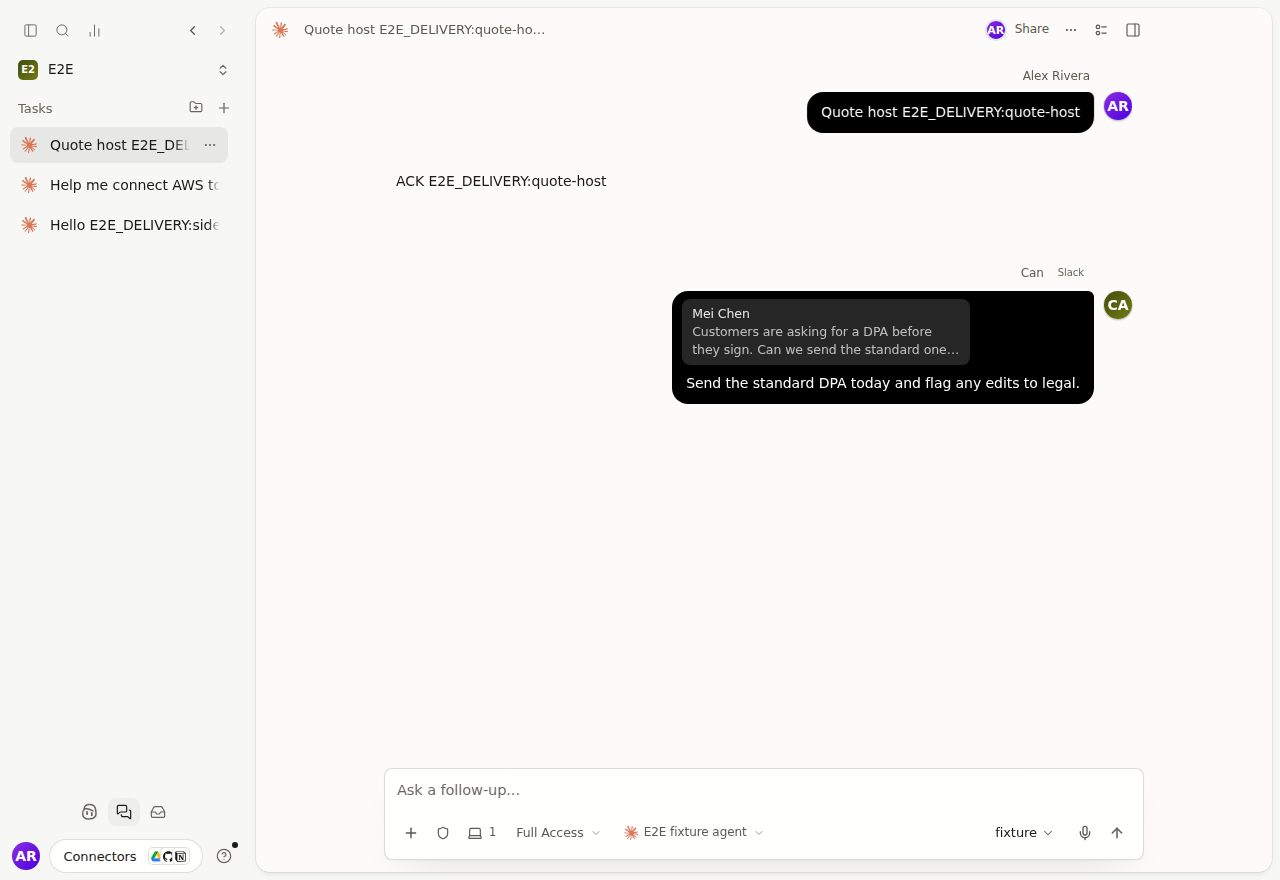 Quote host E2E_DELIVERY:quote-ho…
AR
Share
E2
E2E
Tasks
Quote host E2E_DEL
Help me connect AWS to
Hello E2E_DELIVERY:side
Alex Rivera
Quote host E2E_DELIVERY:quote-host
AR
ACK E2E_DELIVERY:quote-host
Can Slack
CA
Mei Chen
Customers are asking for a DPA before
they sign. Can we send the standard one…
Send the standard DPA today and flag any edits to legal.
Ask a follow-up…
1
Full Access
E2E fixture agent
fixture
AR
Connectors